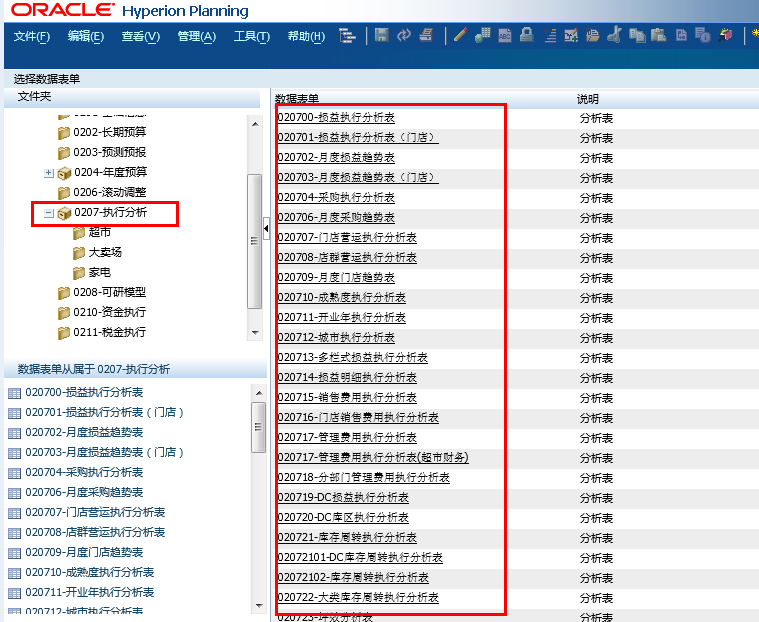 ORACLE Hyperion Planning
文件(F) 编辑(E) 查看(V) 管理(A) 工具(T) 帮助(H)
选择数据表单
文件夹
0202-长期预算
0203-预测预报
0204-年度预算
0206-滚动调整
0207-执行分析
超市
大卖场
家电
0208-可研模型
0210-资金执行
0211-税金执行
数据表单从属于 0207-执行分析
020700-损益执行分析表
020701-损益执行分析表（门店）
020702-月度损益趋势表
020703-月度损益趋势表（门店）
020704-采购执行分析表
020706-月度采购趋势表
020707-门店营运执行分析表
020708-店群营运执行分析表
020709-月度门店趋势表
020710-成熟度执行分析表
020711-开业年执行分析表
020712-城市执行分析表
数据表单 说明
020700-损益执行分析表 分析表
020701-损益执行分析表（门店） 分析表
020702-月度损益趋势表 分析表
020703-月度损益趋势表（门店） 分析表
020704-采购执行分析表 分析表
020706-月度采购趋势表 分析表
020707-门店营运执行分析表 分析表
020708-店群营运执行分析表 分析表
020709-月度门店趋势表 分析表
020710-成熟度执行分析表 分析表
020711-开业年执行分析表 分析表
020712-城市执行分析表 分析表
020713-多栏式损益执行分析表 分析表
020714-损益明细执行分析表 分析表
020715-销售费用执行分析表 分析表
020716-门店销售费用执行分析表 分析表
020717-管理费用执行分析表 分析表
020717-管理费用执行分析表(超市财务) 分析表
020718-分部门管理费用执行分析表 分析表
020719-DC损益执行分析表 分析表
020720-DC库区执行分析表 分析表
020721-库存周转执行分析表 分析表
02072101-DC库存周转执行分析表 分析表
02072102-库存周转执行分析表 分析表
020722-大类库存周转执行分析表 分析表
020723-坪效分析表 分析表